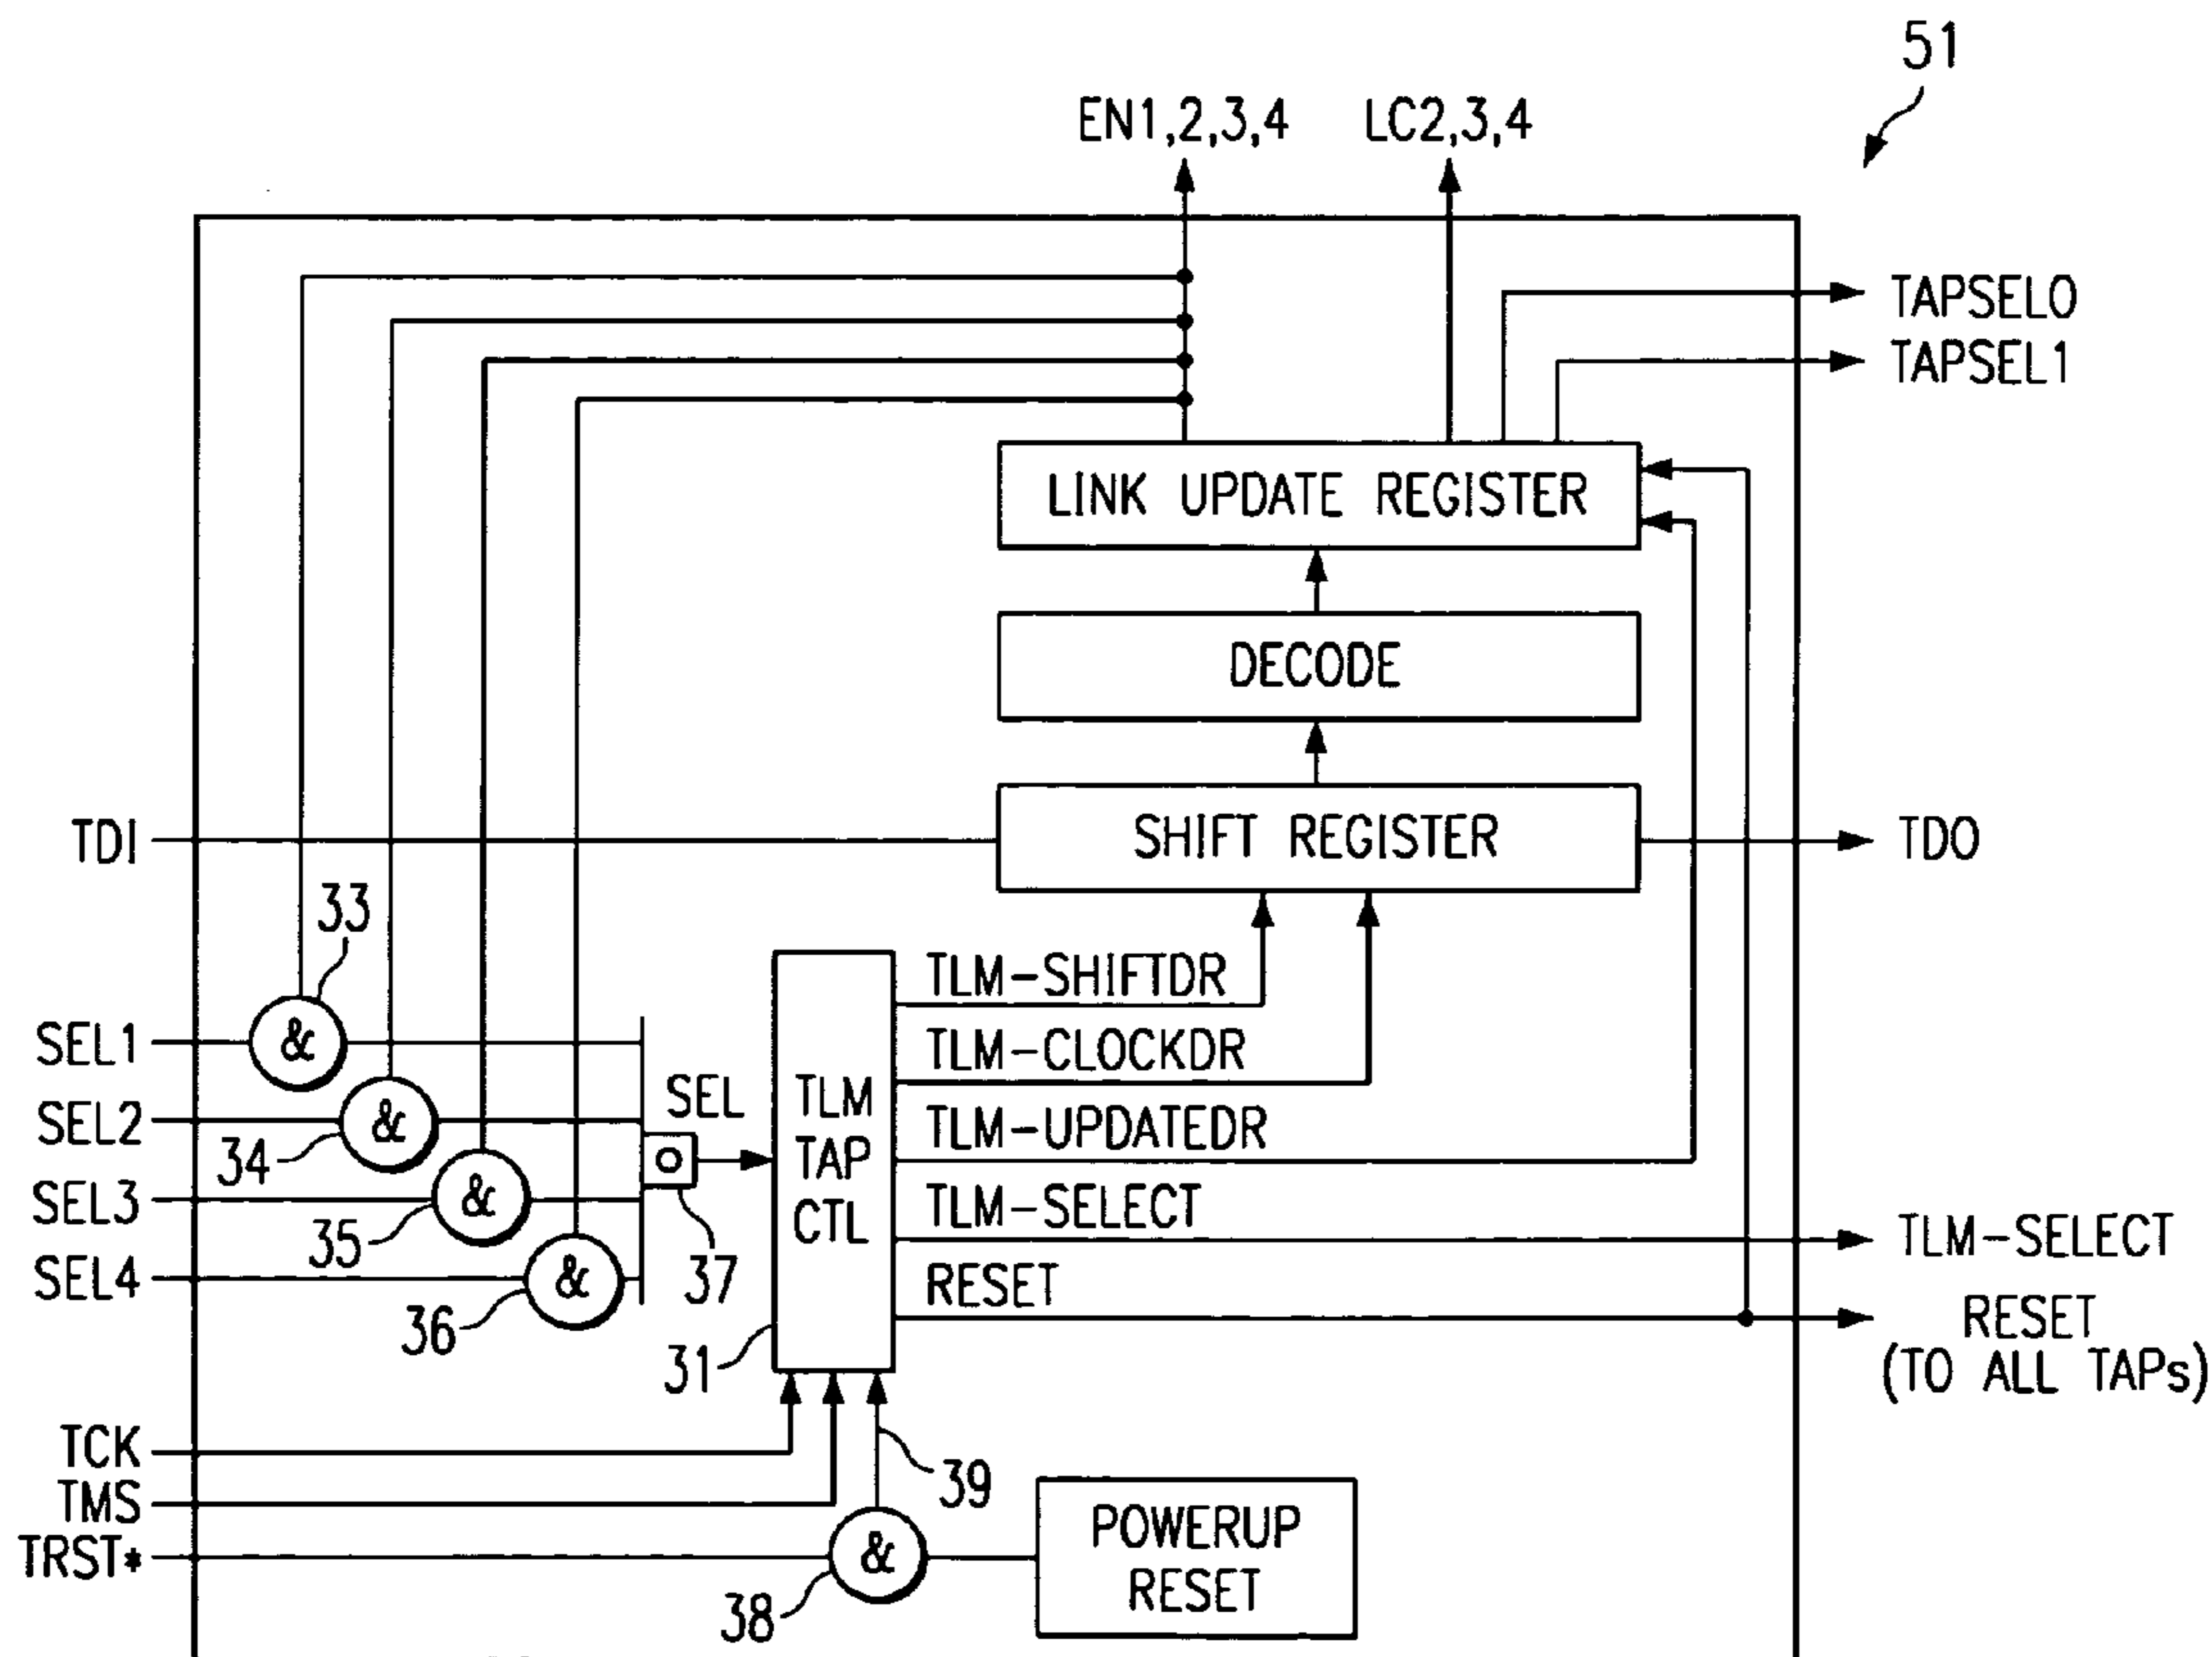 51
EN1,2,3,4 LC2,3,4
TAPSEL0
TAPSEL1
LINK UPDATE REGISTER
DECODE
TDI
SHIFT REGISTER
TDO
33
TLM-SHIFTDR
SEL1
&
TLM-CLOCKDR
SEL2
&
34
SEL
TLM
TAP
CTL
TLM-UPDATEDR
SEL3
&
35
O
37
TLM-SELECT
TLM-SELECT
SEL4
&
36
31
RESET
RESET
(TO ALL TAPs)
TCK
TMS
TRST*
39
&
38
POWERUP
RESET